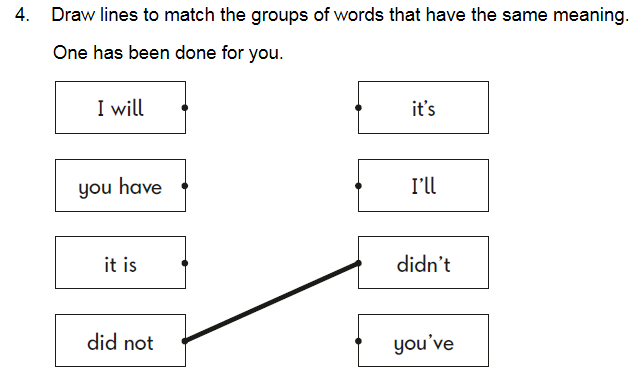 4. Draw lines to match the groups of words that have the same meaning.
One has been done for you.
I will
it's
you have
I'll
it is
didn't
did not
you've